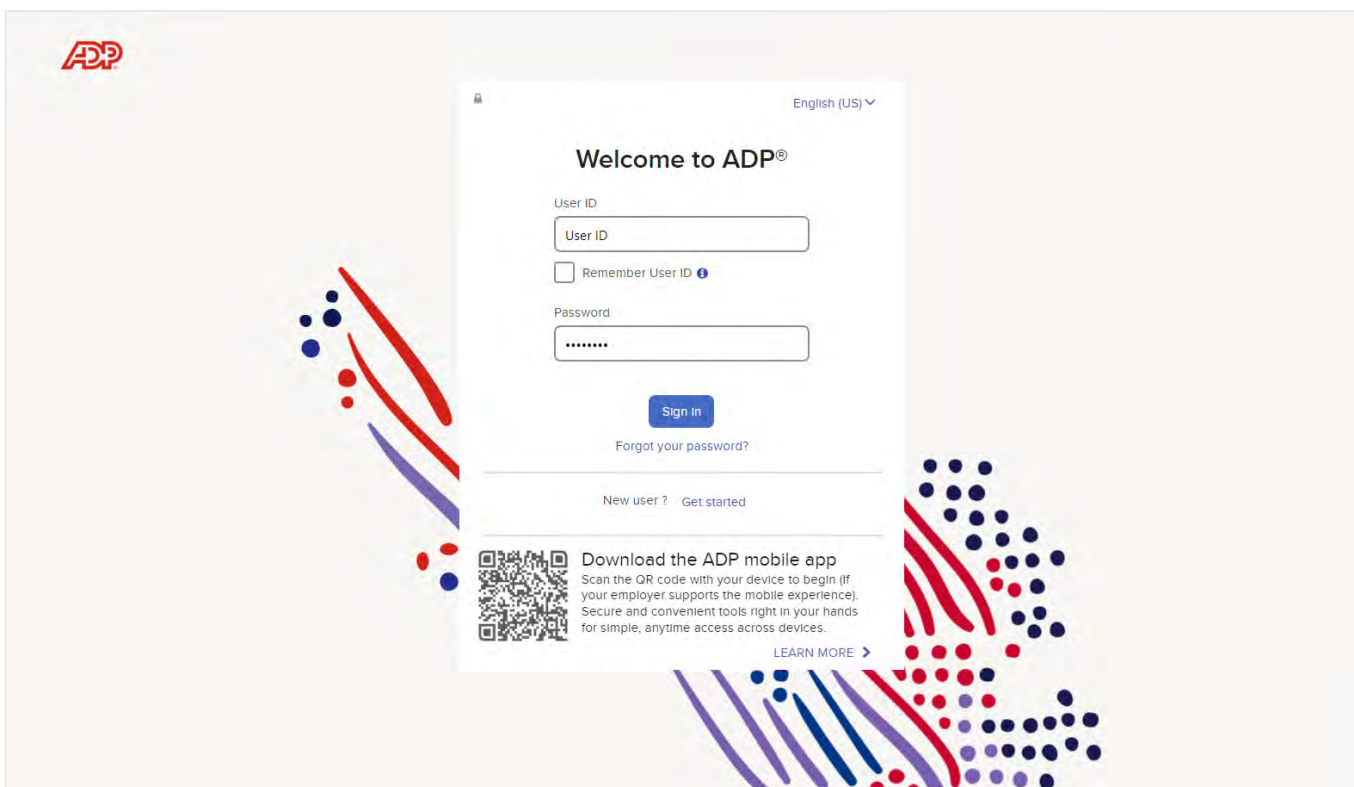 ADP
English (US)
Welcome to ADP®
User ID
User ID
Remember User ID
Password
••••••••
Sign in
Forgot your password?
New user ? Get started
Download the ADP mobile app
Scan the QR code with your device to begin (If
your employer supports the mobile experience).
Secure and convenient tools right in your hands
for simple, anytime access across devices.
LEARN MORE